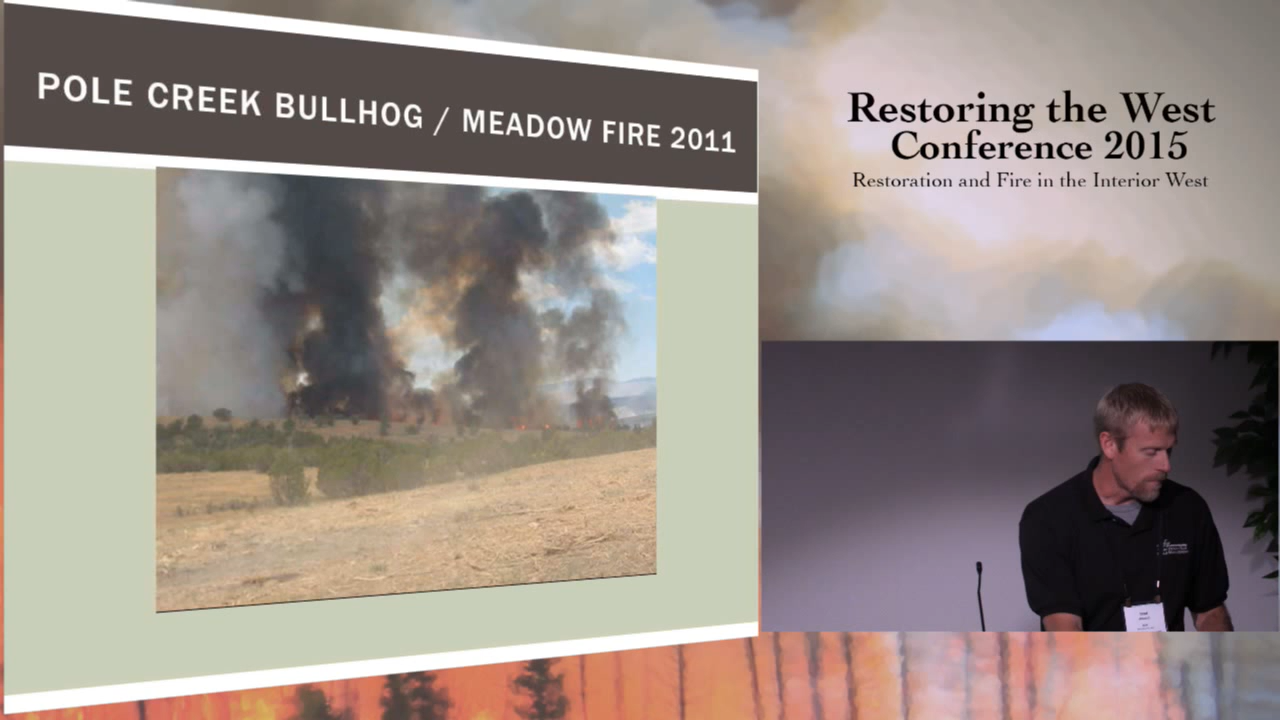 POLE CREEK BULLHOG / MEADOW FIRE 2011
Restoring the West
Conference 2015
Restoration and Fire in the Interior West